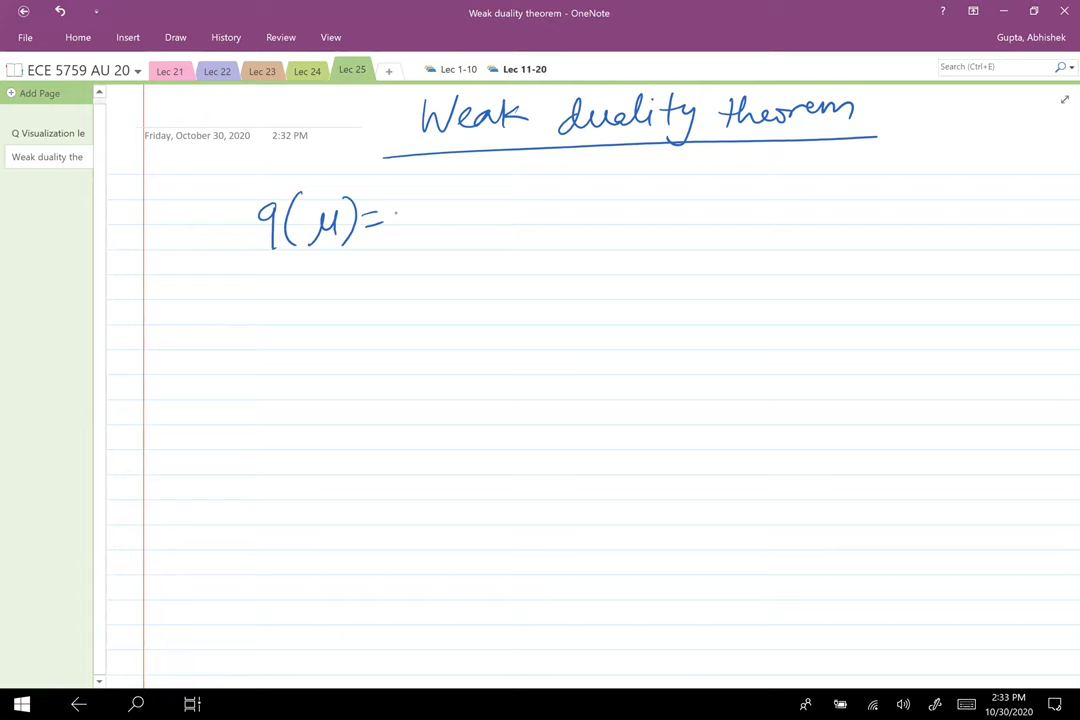 Weak duality theorem - OneNote
?
File Home Insert Draw History Review View Gupta, Abhishek
ECE 5759 AU 20 Lec 21 Lec 22 Lec 23 Lec 24 Lec 25 + Lec 1-10 Lec 11-20 Search (Ctrl+E)
Add Page
Q Visualization le
Weak duality the
Weak duality theorem
Friday, October 30, 2020 2:32 PM
q(μ)=
2:33 PM
10/30/2020